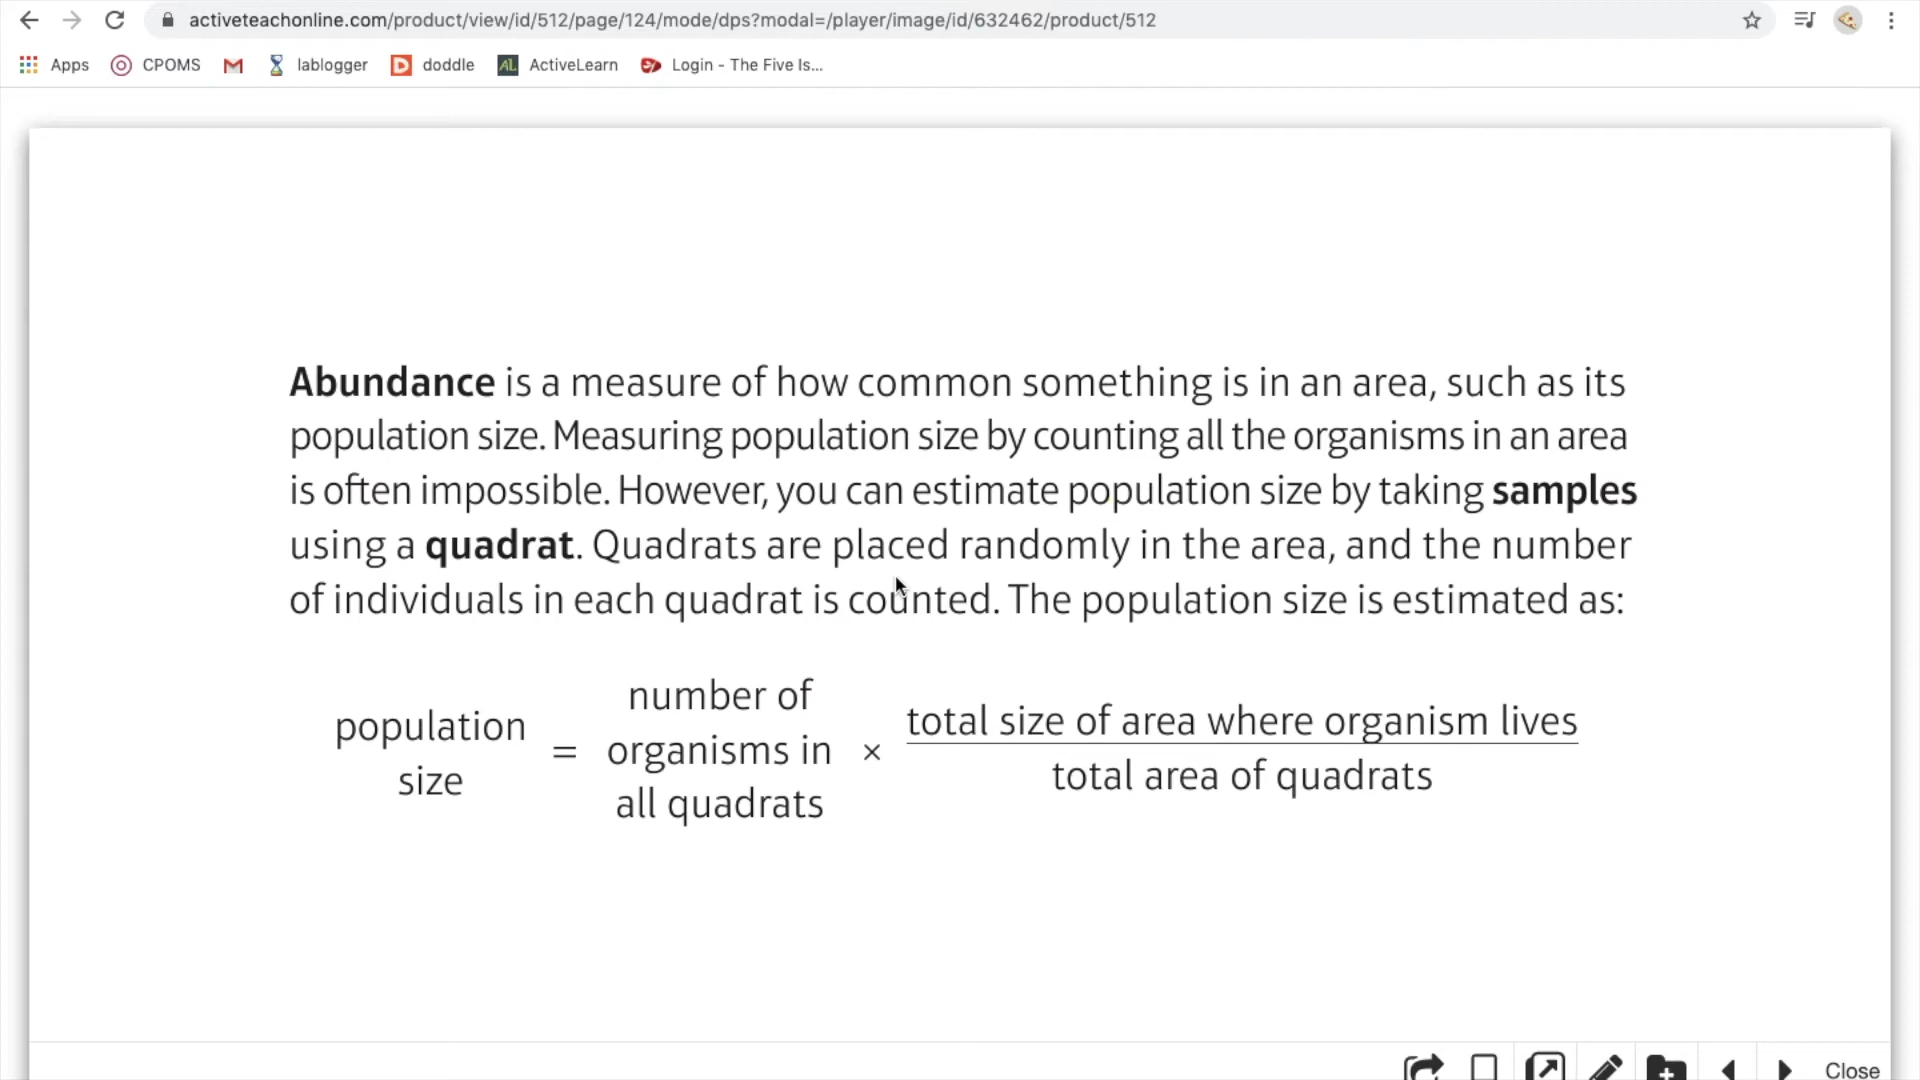 activeteachonline.com/product/view/id/512/page/124/mode/dps?modal=/player/image/id/632462/product/512
Apps CPOMS lablogger doddle ActiveLearn Login - The Five Is...
Abundance is a measure of how common something is in an area, such as its
population size. Measuring population size by counting all the organisms in an area
is often impossible. However, you can estimate population size by taking samples
using a quadrat. Quadrats are placed randomly in the area, and the number
of individuals in each quadrat is counted. The population size is estimated as:
population
size
=
number of
organisms in
all quadrats
×
total size of area where organism lives
total area of quadrats
Close